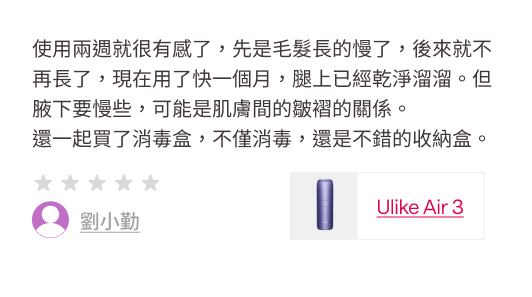 使用兩週就很有感了，先是毛髮長的慢了，後來就不
再長了，現在用了快一個月，腿上已經乾淨溜溜。但
腋下要慢些，可能是肌膚間的皺褶的關係。
還一起買了消毒盒，不僅消毒，還是不錯的收納盒。
劉小勤
Ulike Air 3